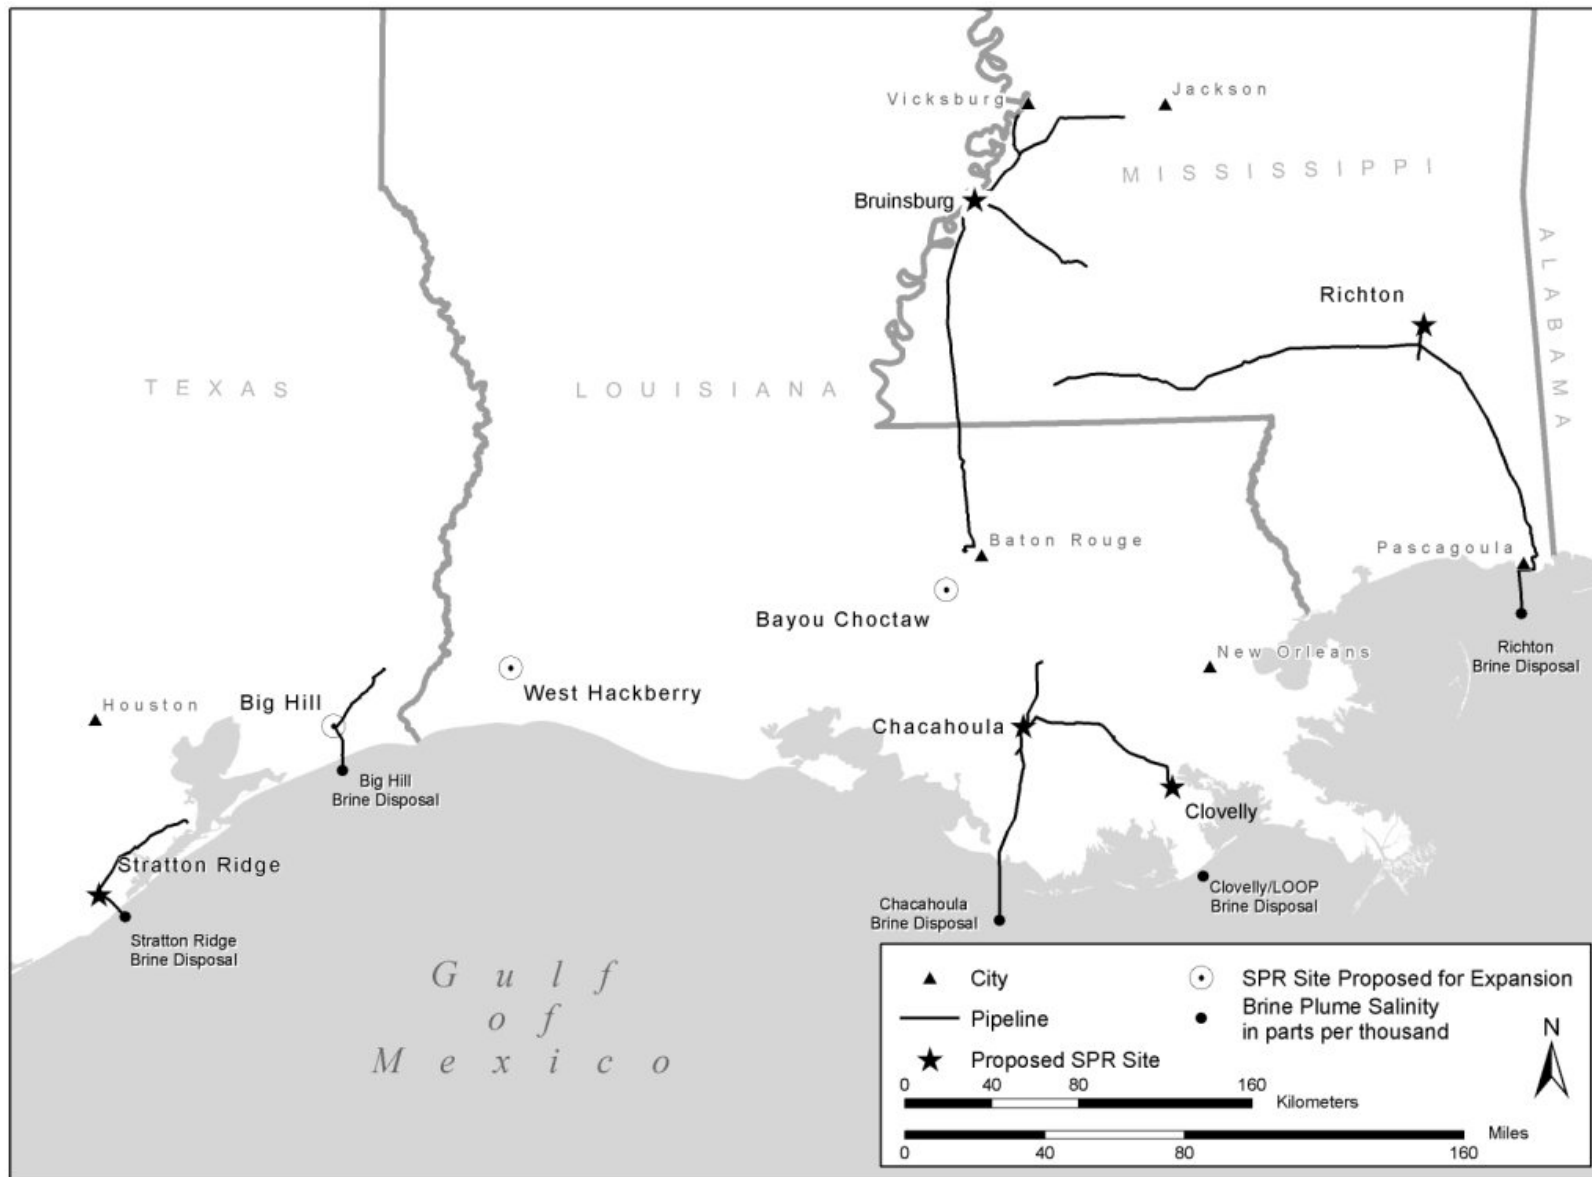 Vicksburg
Jackson
MISSISSIPPI
Bruinsburg
ALABAMA
Richton
TEXAS
LOUISIANA
Baton Rouge
Pascagoula
Bayou Choctaw
Richton
Brine Disposal
New Orleans
West Hackberry
Houston
Big Hill
Chacahoula
Big Hill
Brine Disposal
Clovelly
Stratton Ridge
Clovelly/LOOP
Brine Disposal
Chacahoula
Brine Disposal
Stratton Ridge
Brine Disposal
Gulf
of
Mexico
City
Pipeline
Proposed SPR Site
SPR Site Proposed for Expansion
Brine Plume Salinity
in parts per thousand
N
0 40 80 160
Kilometers
Miles
0 40 80 160